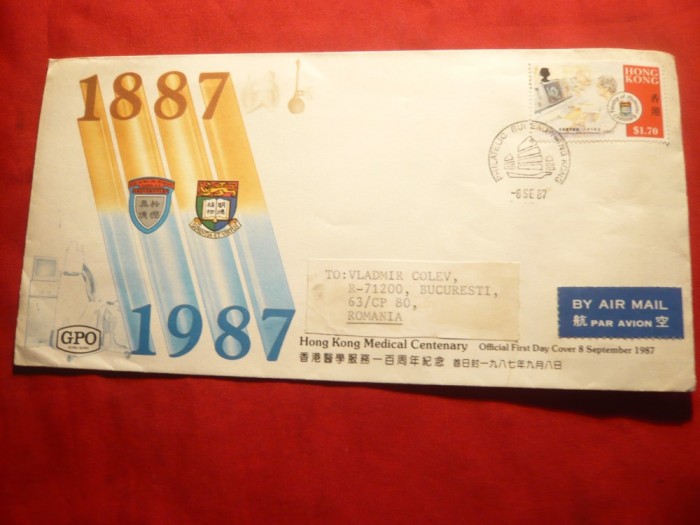 1887
HONG
KONG
香港
$1.70
PHILATELIC HONG KONG
-8 SE 87
TO:VLADMIR COLEV,
R-71200, BUCURESTI,
63/CP 80,
ROMANIA
BY AIR MAIL
航 PAR AVION 空
1987
GPO
Hong Kong Medical Centenary Official First Day Cover 8 September 1987
香港醫學服務一百周年紀念 首日封一九八七年九月八日